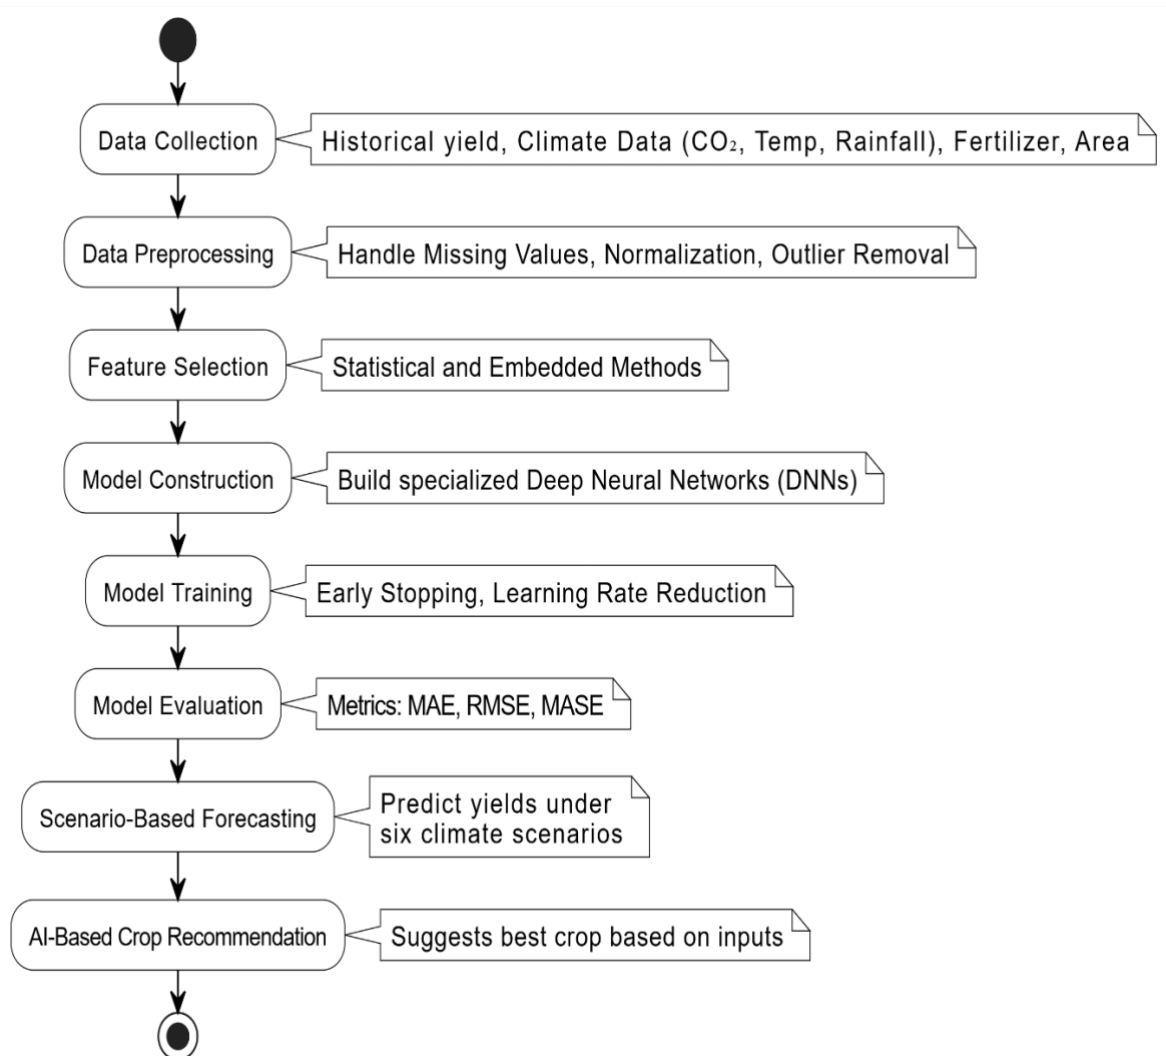 Data Collection
Historical yield, Climate Data (CO₂, Temp, Rainfall), Fertilizer, Area
Data Preprocessing
Handle Missing Values, Normalization, Outlier Removal
Feature Selection
Statistical and Embedded Methods
Model Construction
Build specialized Deep Neural Networks (DNNs)
Model Training
Early Stopping, Learning Rate Reduction
Model Evaluation
Metrics: MAE, RMSE, MASE
Scenario-Based Forecasting
Predict yields under
six climate scenarios
AI-Based Crop Recommendation
Suggests best crop based on inputs